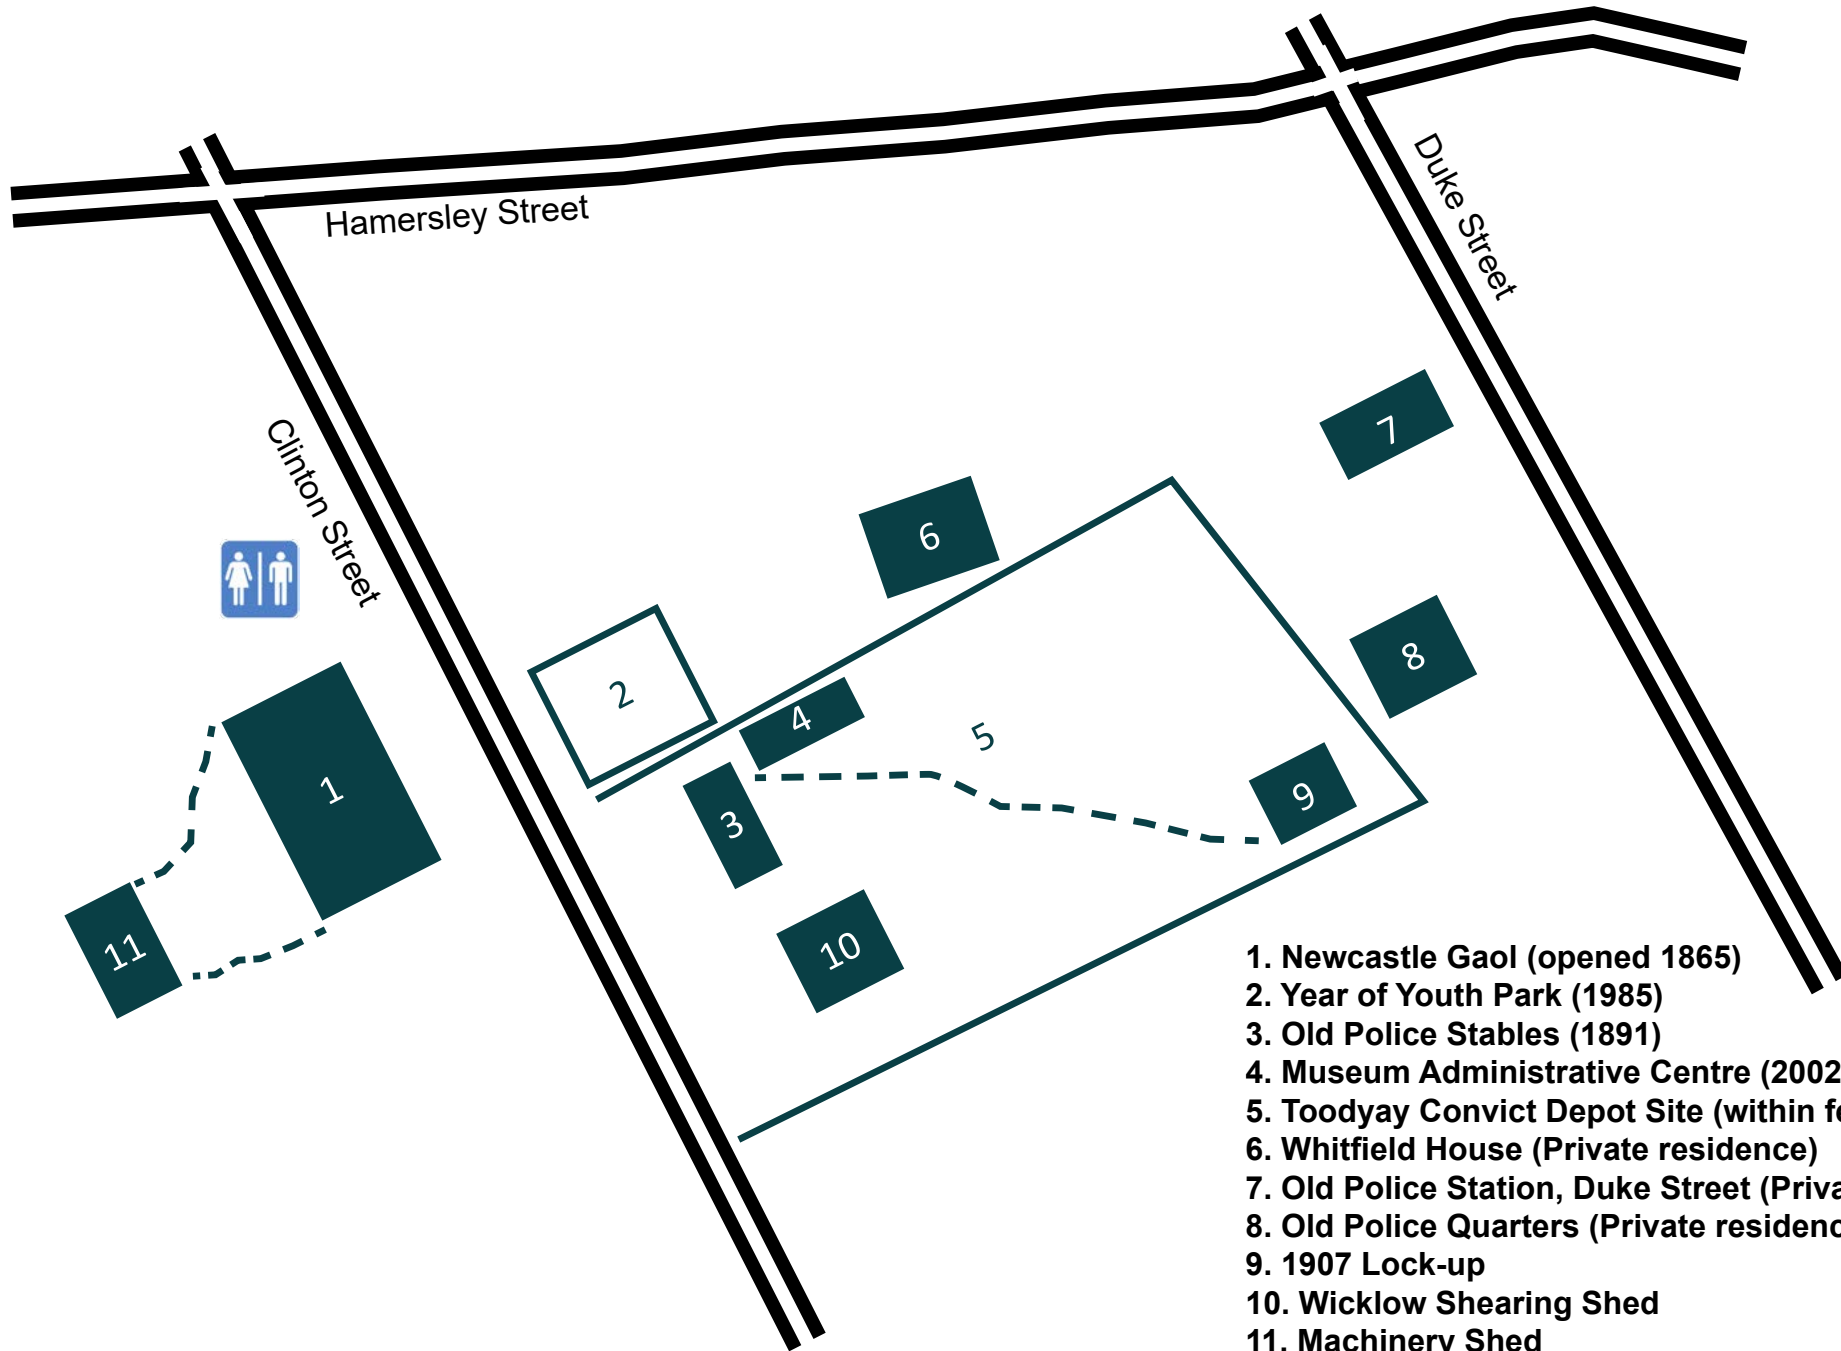 Hamersley Street
Duke Street
Clinton Street
7
6
8
2
4
5
1
3
9
11
10
1. Newcastle Gaol (opened 1865)
2. Year of Youth Park (1985)
3. Old Police Stables (1891)
4. Museum Administrative Centre (2002
5. Toodyay Convict Depot Site (within
6. Whitfield House (Private residence)
7. Old Police Station, Duke Street
8. Old Police Quarters (Private
9. 1907 Lock-up
10. Wicklow Shearing Shed
11. Machinery Shed